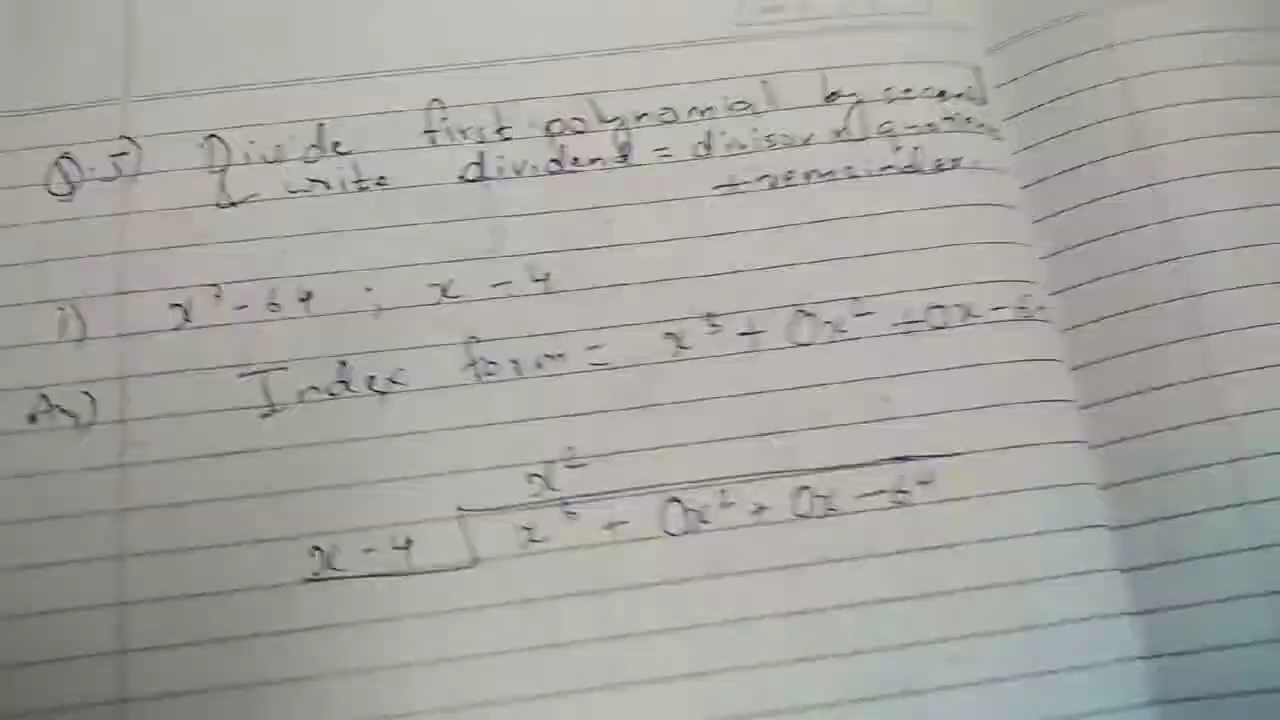 Q.5) Divide first polynomial by second
& write dividend = divisor x quotient
+ remainder.
i) x³ - 64 ; x - 4
Index form = x³ + 0x² + 0x - 64
x²
x - 4 x³ + 0x² + 0x - 64